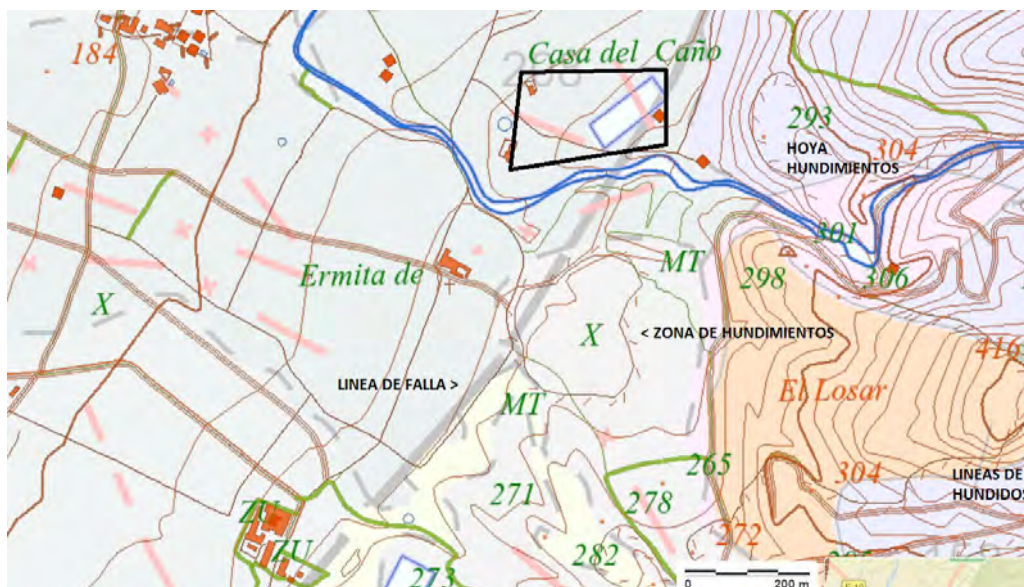 184
Casa del Caño
293
304
HOYA
HUNDIMIENTOS
301
306
MT
298
Ermita de
X
X
< ZONA DE HUNDIMIENTOS
416
LINEA DE FALLA >
El Losar
MT
265
304
LINEAS DE
HUNDIDOS
271
278
ZU
ZU
272
282
273
0
200 m